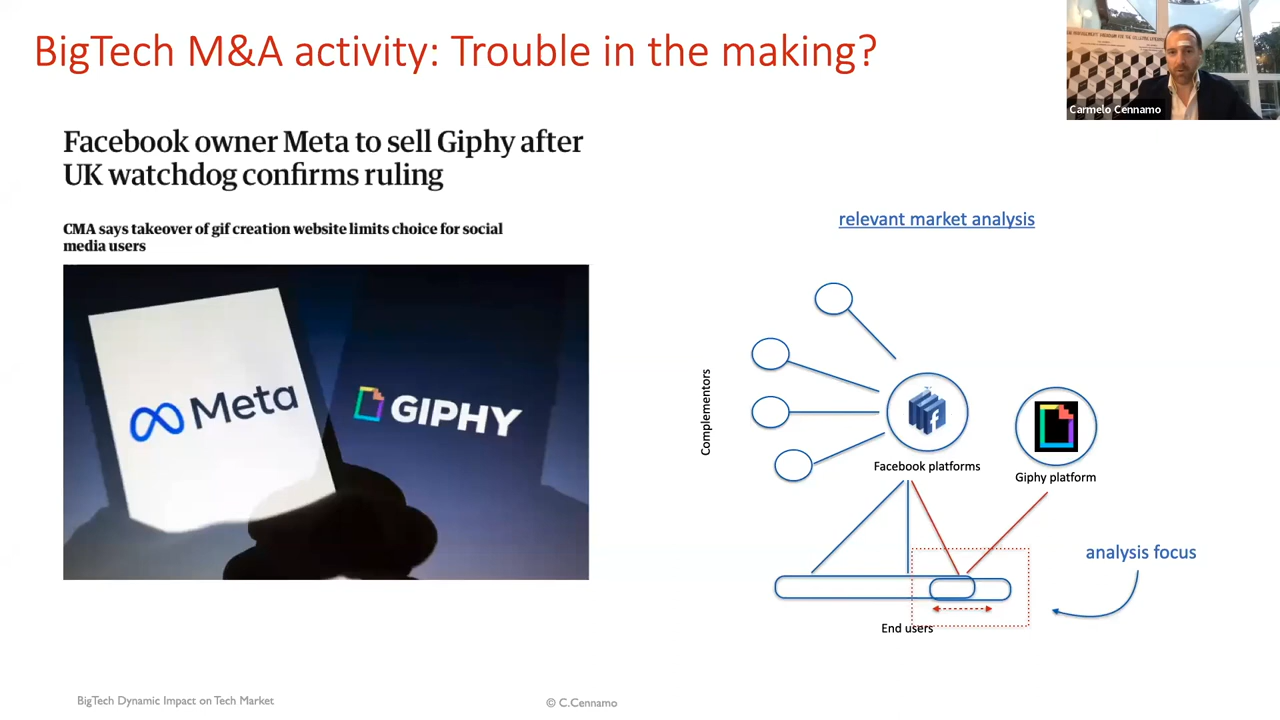 BigTech M&A activity: Trouble in the making?
Carmelo Cennamo
Facebook owner Meta to sell Giphy after
UK watchdog confirms ruling
CMA says takeover of gif creation website limits choice for social
media users
Meta
GIPHY
relevant market analysis
Complementors
f
Facebook platforms
Giphy platform
analysis focus
End users
BigTech Dynamic Impact on Tech Market
© C.Cennamo